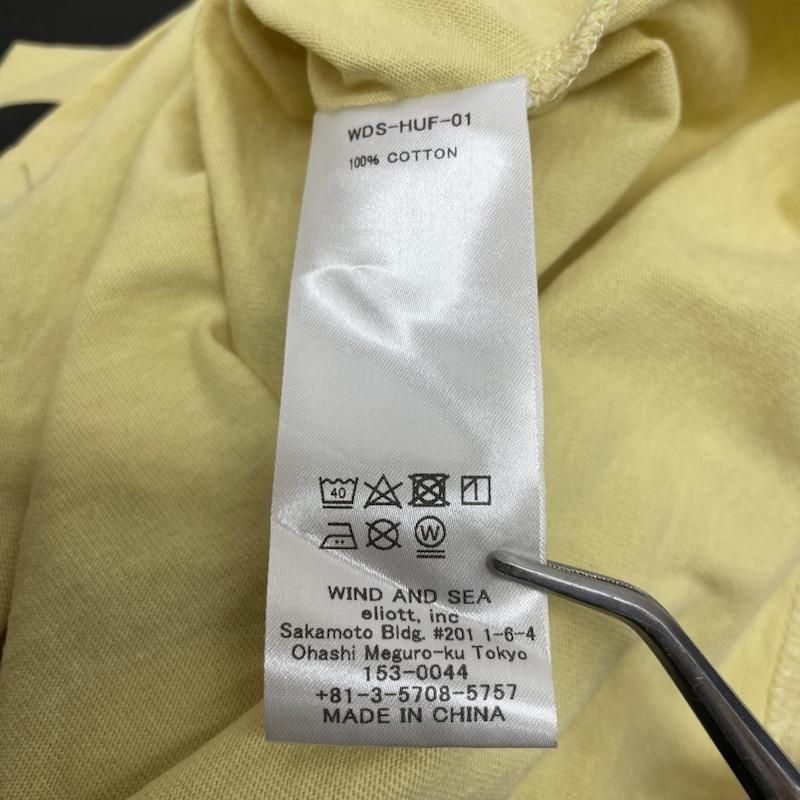 WDS-HUF-01
100% COTTON
40
W
WIND AND SEA
eliott, inc
Sakamoto Bldg. #201 1-6-4
Ohashi Meguro-ku Tokyo
153-0044
+81-3-5708-5757
MADE IN CHINA